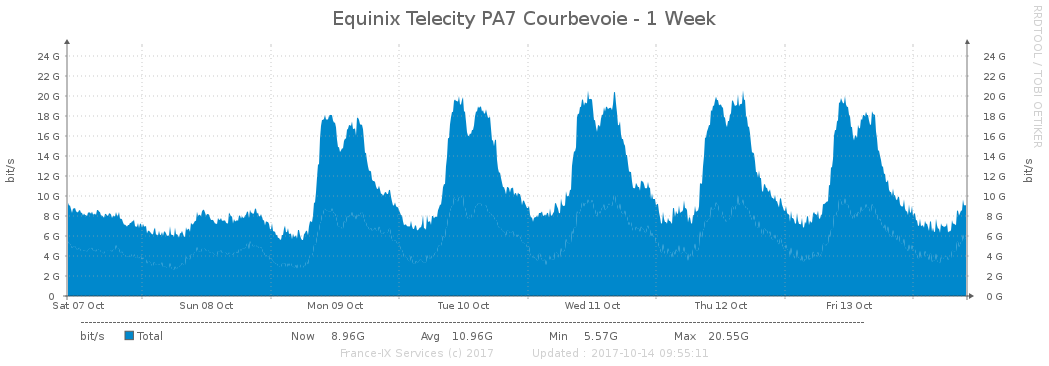 Equinix Telecity PA7 Courbevoie - 1 Week
RRDTOOL / TOBI OETIKER
bit/s
24 G
22 G
20 G
18 G
16 G
14 G
12 G
10 G
8 G
6 G
4 G
2 G
0
24 G
22 G
20 G
18 G
16 G
14 G
12 G
10 G
8 G
6 G
4 G
2 G
0 G
bit/s
Sat 07 Oct Sun 08 Oct Mon 09 Oct Tue 10 Oct Wed 11 Oct Thu 12 Oct Fri 13 Oct
bit/s Total Now 8.96G Avg 10.96G Min 5.57G Max 20.55G
France-IX Services (c) 2017 Updated : 2017-10-14 09:55:11